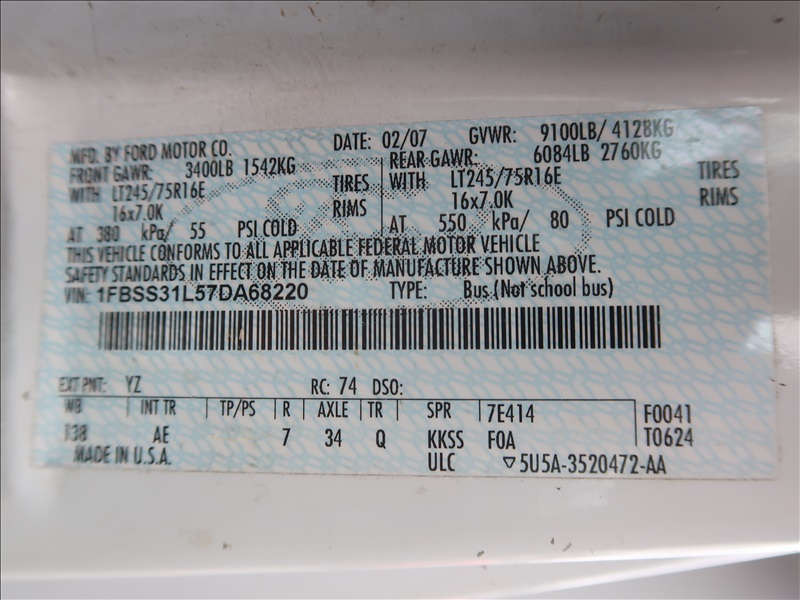 MFD. BY FORD MOTOR CO. DATE: 02/07 GVWR: 9100LB/ 4128KG
FRONT GAWR: 3400LB 1542KG REAR GAWR: 6084LB 2760KG
WITH LT245/75R16E TIRES WITH LT245/75R16E TIRES
16x7.0K RIMS 16x7.0K RIMS
AT 380 kPa/ 55 PSI COLD AT 550 kPa/ 80 PSI COLD
THIS VEHICLE CONFORMS TO ALL APPLICABLE FEDERAL MOTOR VEHICLE
SAFETY STANDARDS IN EFFECT ON THE DATE OF MANUFACTURE SHOWN ABOVE.
VIN: 1FBSS31L57DA68220 TYPE: Bus (Not school bus)
EXT PNT: YZ RC: 74 DSO:
WB INT TR TP/PS R AXLE TR SPR 7E414 F0041
138 AE 7 34 Q KKSS FOA T0624
MADE IN U.S.A. ULC ▽5U5A-3520472-AA